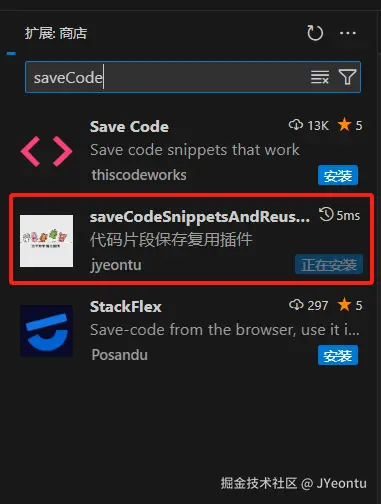 扩展: 商店
saveCode
Save Code 13K 5
Save code snippets that work
thiscodeworks 安装
saveCodeSnippetsAndReus... 5ms
代码片段保存复用插件
jyeontu 正在安装
StackFlex 297 5
Save-code from the browser, use it i...
Posandu 安装
掘金技术社区 @ JYeontu